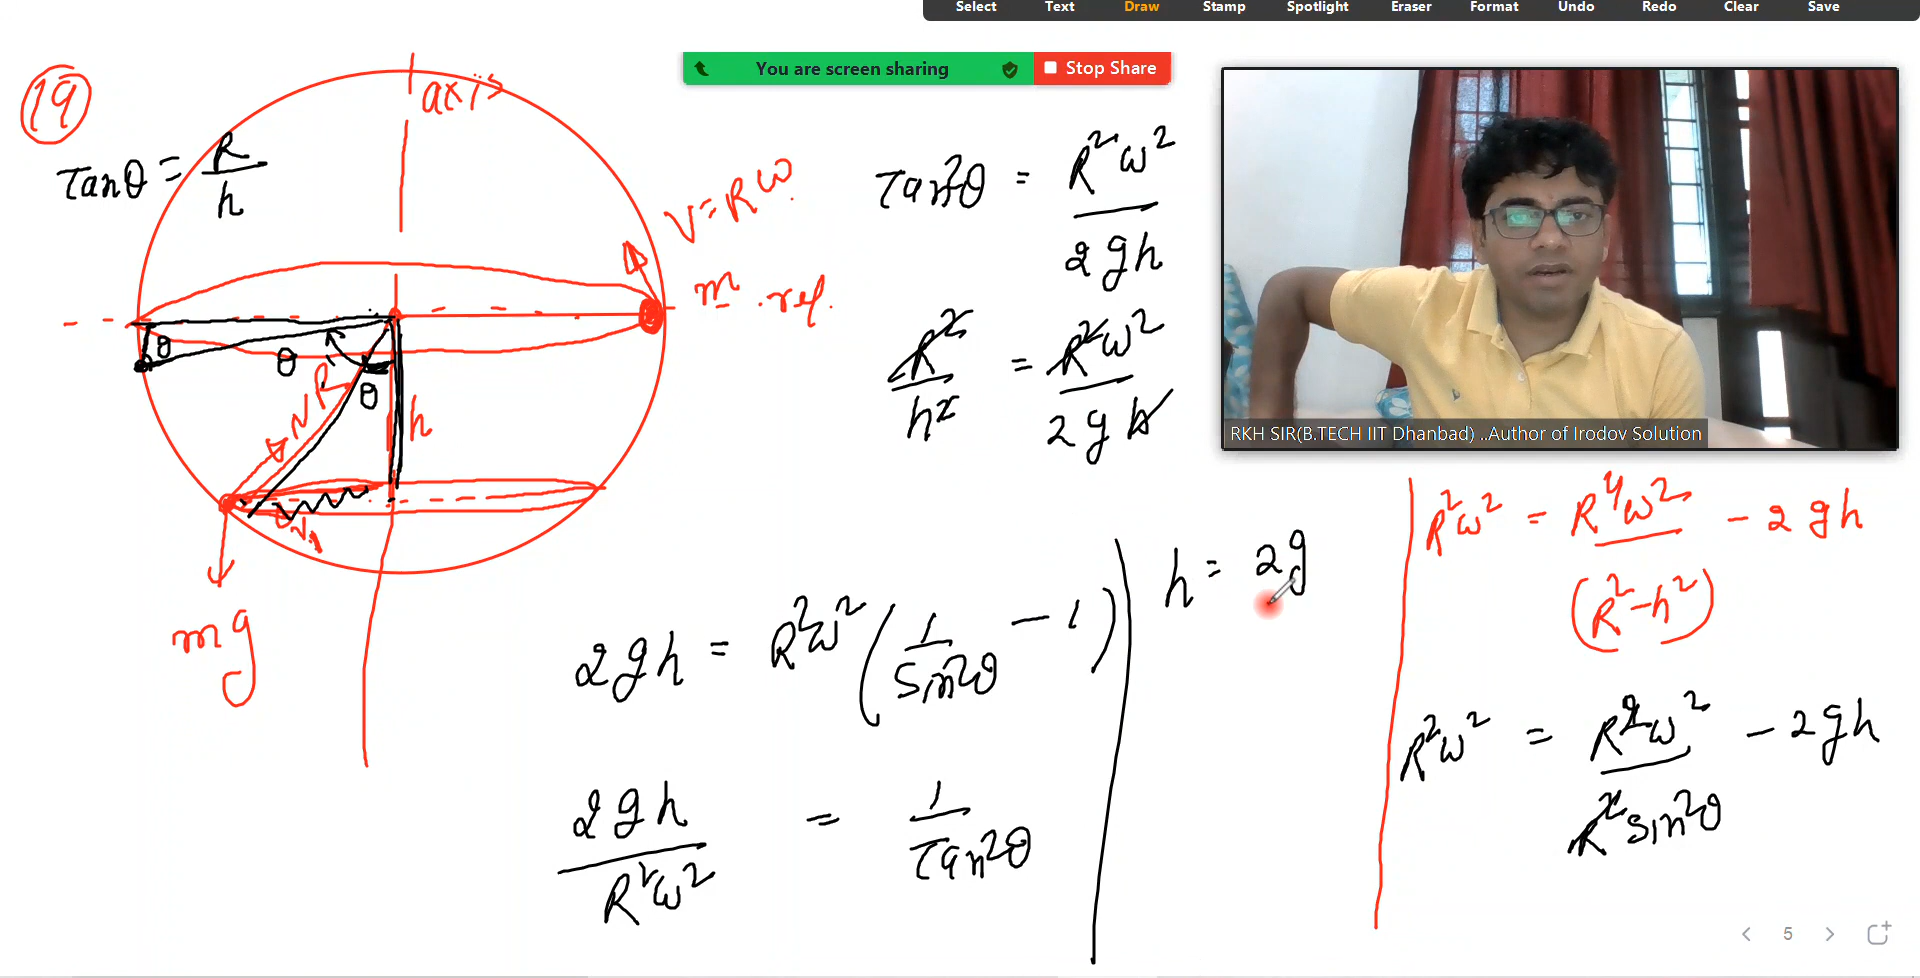 Select Text Draw Stamp Spotlight Eraser Format Undo Redo Clear Save
You are screen sharing
Stop Share
19
axis
Tanθ = R/h
V = Rω
m ref.
θ
θ
θ
R
N
h
V₁
mg
Tan²θ = R²ω²/2gh
R²/h² = R²ω²/2gh
RKH SIR(B.TECH IIT Dhanbad) ..Author of Irodov Solution
2gh = R²ω²(1/Sin²θ - 1)
2gh/R²ω² = 1/Tan²θ
h = 2g
R²ω² = R⁴ω²/(R²-h²) - 2gh
R²ω² = R⁴ω²/R²sin²θ - 2gh
5